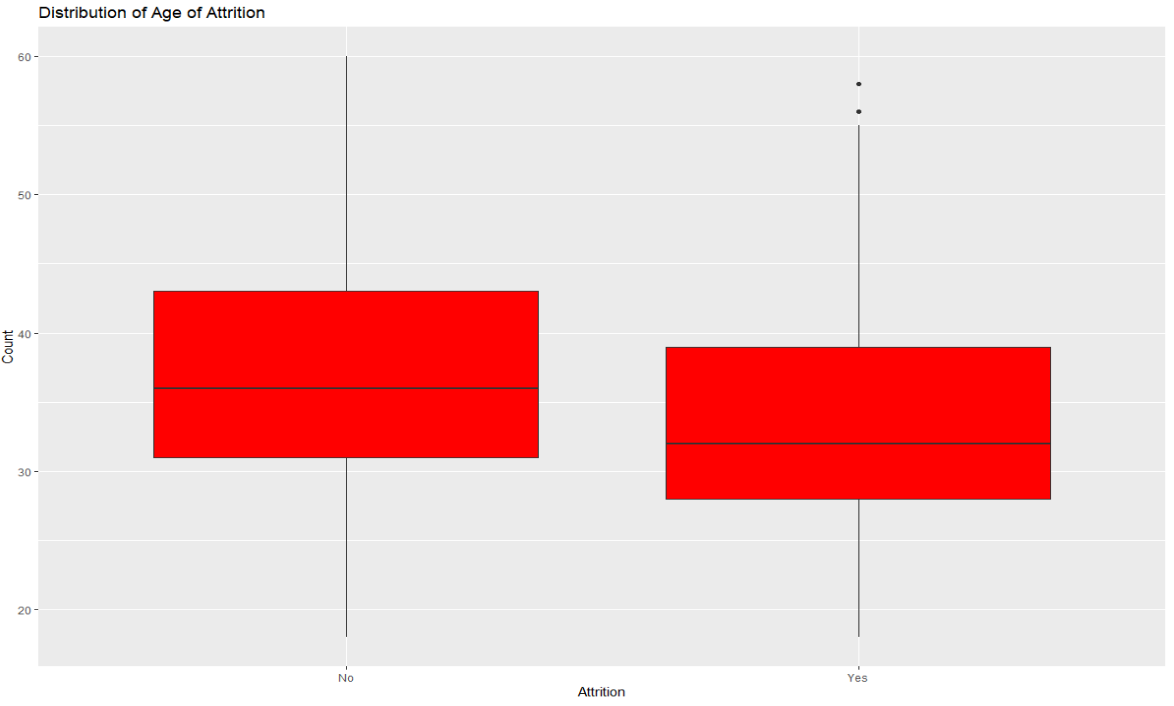 Distribution of Age of Attrition
60
50
40
30
20
Count
No
Yes
Attrition